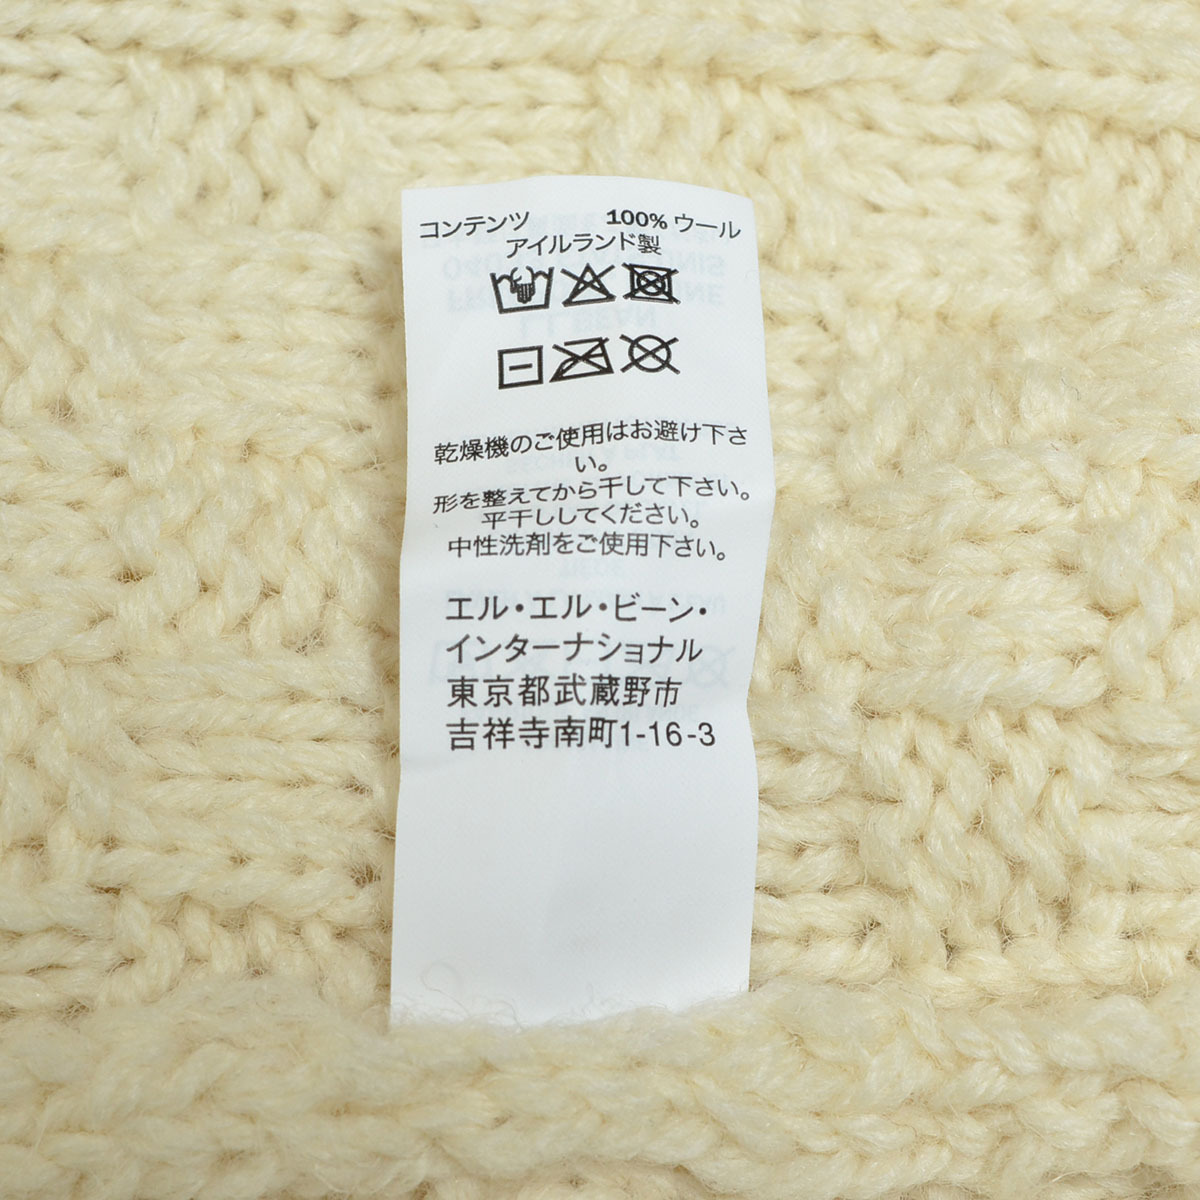 コンテンツ 100% ウール
アイルランド製
乾燥機のご使用はお避け下さ
い。
形を整えてから干して下さい。
平干ししてください。
中性洗剤をご使用下さい。
エル・エル・ビーン・
インターナショナル
東京都武蔵野市
吉祥寺南町1-16-3